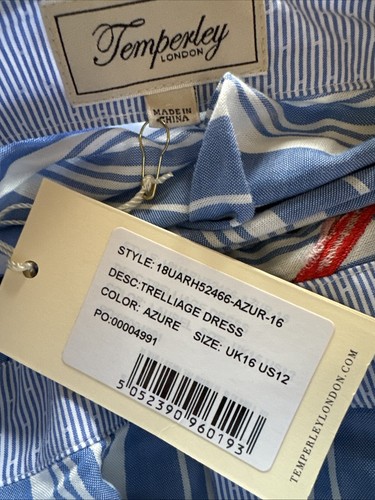 Temperley
LONDON
MADE IN
CHINA
STYLE: 18UARH52466-AZUR-16
DESC:TRELLIAGE DRESS
COLOR: AZURE SIZE: UK16 US12
PO:00004991
5 052390 960193
TEMPERLEYLONDON.COM